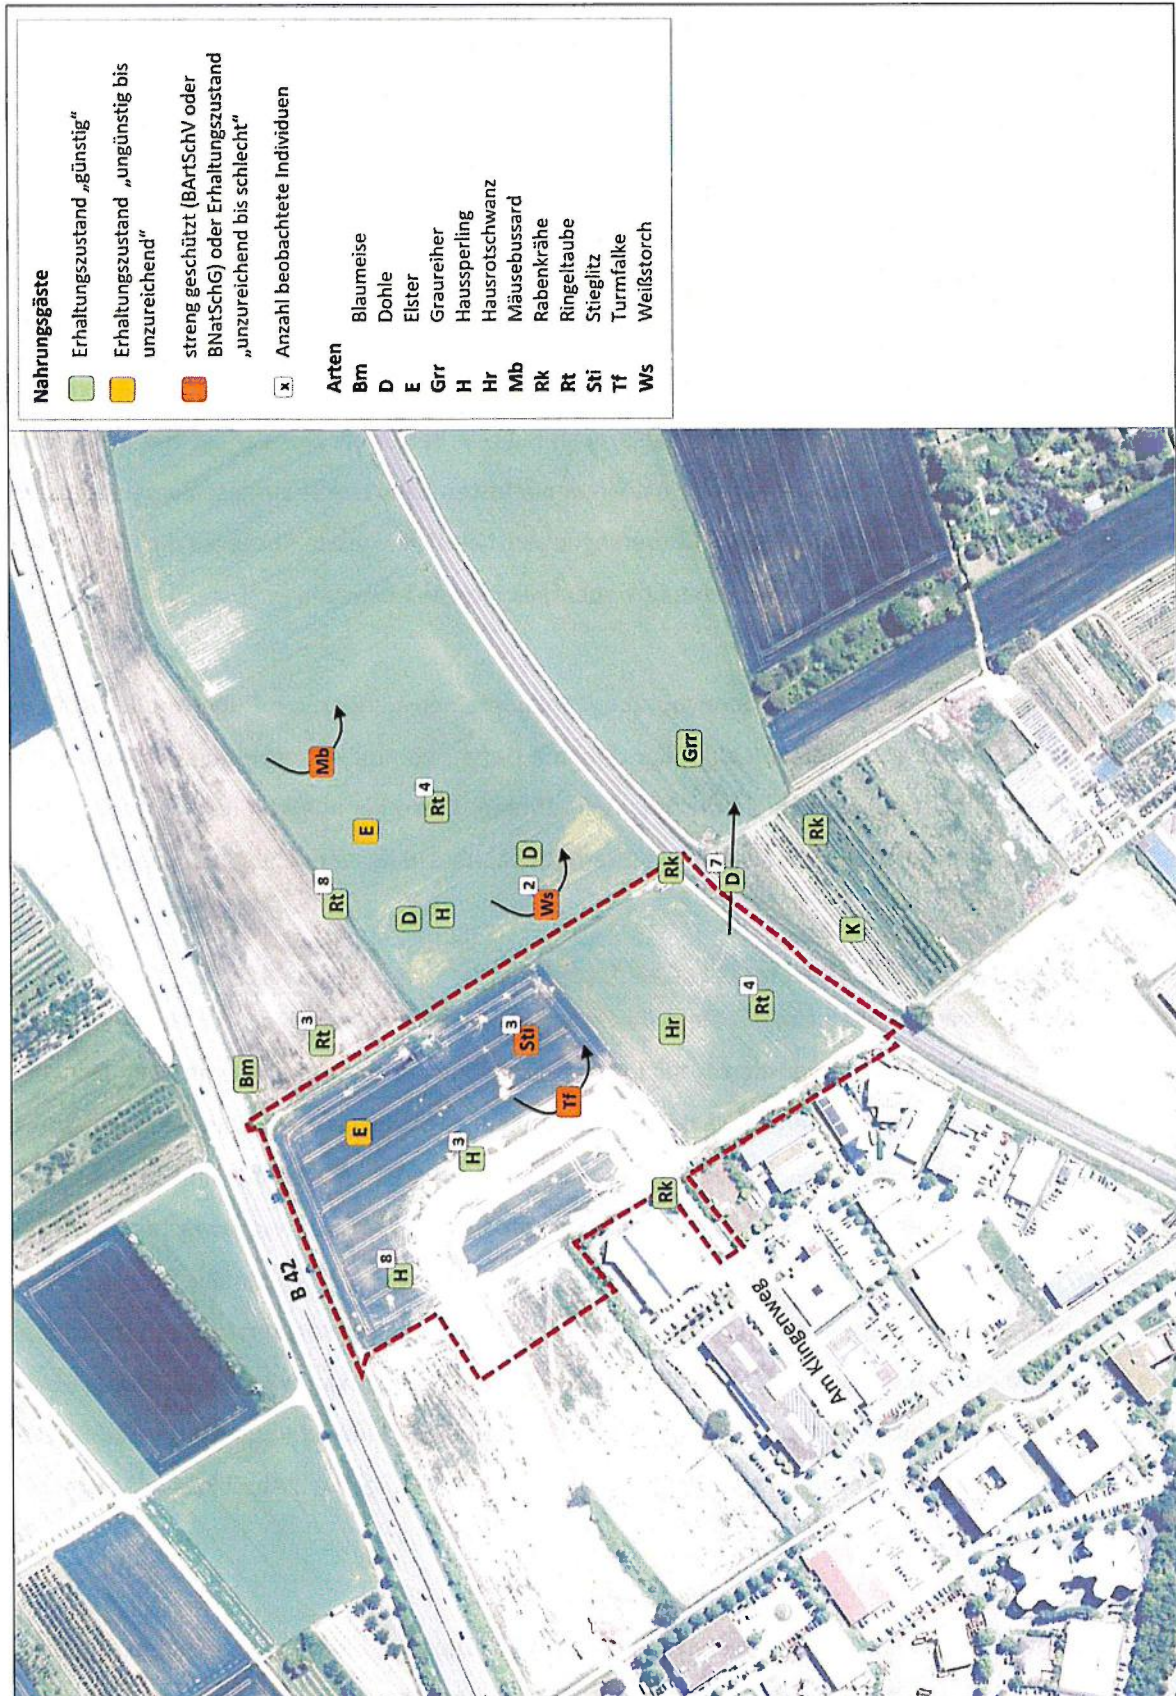 Nahrungsgäste
Erhaltungszustand „günstig“
Erhaltungszustand „ungünstig bis
unzureichend“
streng geschützt (BArtSchV oder
BNatSchG) oder Erhaltungszustand
„unzureichend bis schlecht“
x Anzahl beobachtete Individuen
Arten
Bm Blaumeise
D Dohle
E Elster
Grr Graureiher
H Haussperling
Hr Hausrotschwanz
Mb Mäusebussard
Rk Rabenkrähe
Rt Ringeltaube
Sti Stieglitz
Tf Turmfalke
Ws Weißstorch
B 42
Bm
Rt 3
Rt 8
Mb
E
Rt 4
D
H
D
Ws 2
E
H 8
H 3
Sti 3
Tf
Rk
Hr
Rt 4
Rk
D 7
Grr
Rk
K
Am Klingenweg